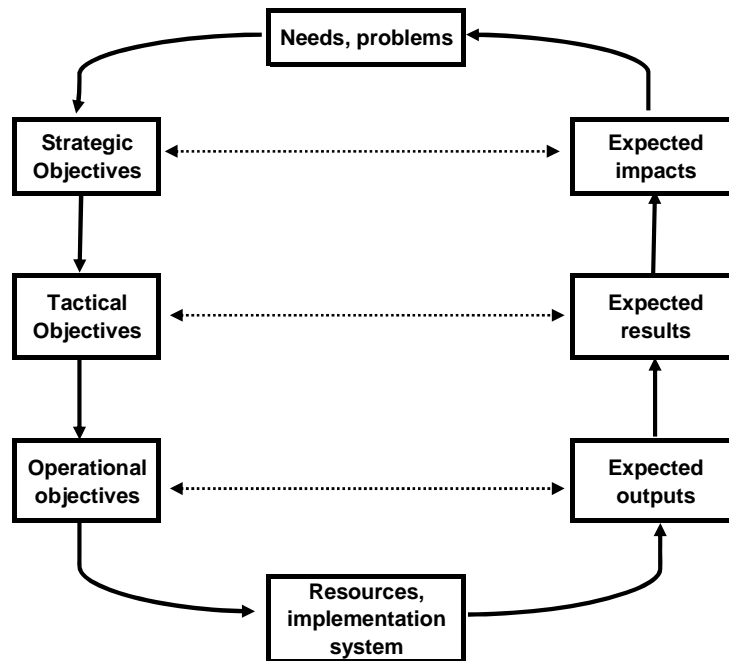 Needs, problems
Strategic
Objectives
Expected
impacts
Tactical
Objectives
Expected
results
Operational
objectives
Expected
outputs
Resources,
implementation
system